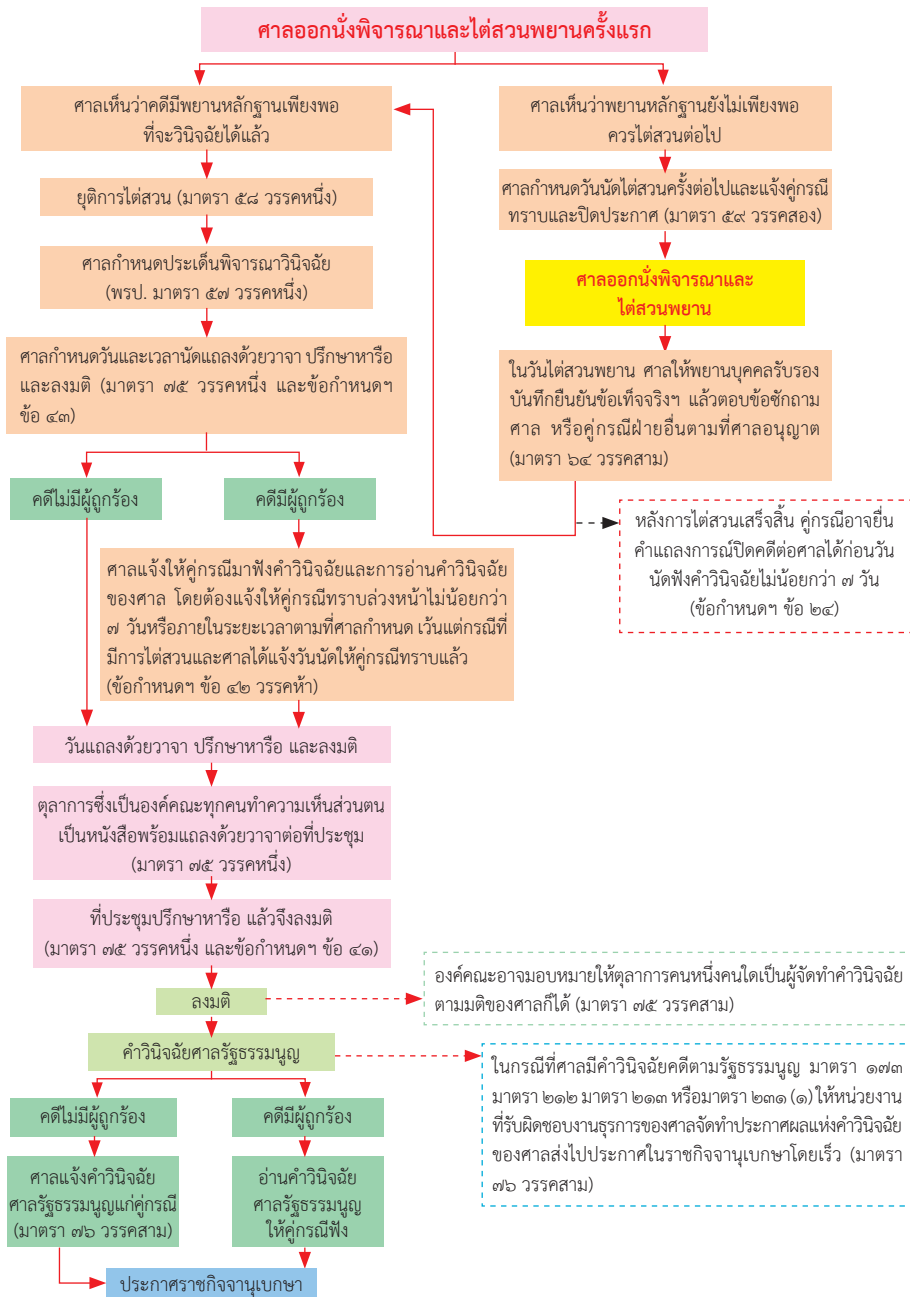 ศาลออกนั่งพิจารณาและไต่สวนพยานครั้งแรก
ศาลเห็นว่าคดีมีพยานหลักฐานเพียงพอ
ที่จะวินิจฉัยได้แล้ว
ศาลเห็นว่าพยานหลักฐานยังไม่เพียงพอ
ควรไต่สวนต่อไป
ยุติการไต่สวน (มาตรา ๕๘ วรรคหนึ่ง)
ศาลกำหนดวันนัดไต่สวนครั้งต่อไปและแจ้งคู่กรณี
ทราบและปิดประกาศ (มาตรา ๕๙ วรรคสอง)
ศาลกำหนดประเด็นพิจารณาวินิจฉัย
(พรป. มาตรา ๕๗ วรรคหนึ่ง)
ศาลออกนั่งพิจารณาและ
ไต่สวนพยาน
ศาลกำหนดวันและเวลานัดแถลงด้วยวาจา ปรึกษาหารือ
และลงมติ (มาตรา ๗๕ วรรคหนึ่ง และข้อกำหนดฯ
ข้อ ๔๓)
ในวันไต่สวนพยาน ศาลให้พยานบุคคลรับรอง
บันทึกยืนยันข้อเท็จจริงฯ แล้วตอบข้อซักถาม
ศาล หรือคู่กรณีฝ่ายอื่นตามที่ศาลอนุญาต
(มาตรา ๖๔ วรรคสาม)
คดีไม่มีผู้ถูกร้อง
คดีมีผู้ถูกร้อง
หลังการไต่สวนเสร็จสิ้น คู่กรณีอาจยื่น
คำแถลงการณ์ปิดคดีต่อศาลได้ก่อนวัน
นัดฟังคำวินิจฉัยไม่น้อยกว่า ๗ วัน
(ข้อกำหนดฯ ข้อ ๒๔)
ศาลแจ้งให้คู่กรณีมาฟังคำวินิจฉัยและการอ่านคำวินิจฉัย
ของศาล โดยต้องแจ้งให้คู่กรณีทราบล่วงหน้าไม่น้อยกว่า
๗ วันหรือภายในระยะเวลาตามที่ศาลกำหนด เว้นแต่กรณีที่
มีการไต่สวนและศาลได้แจ้งวันนัดให้คู่กรณีทราบแล้ว
(ข้อกำหนดฯ ข้อ ๔๒ วรรคห้า)
วันแถลงด้วยวาจา ปรึกษาหารือ และลงมติ
ตุลาการซึ่งเป็นองค์คณะทุกคนทำความเห็นส่วนตน
เป็นหนังสือพร้อมแถลงด้วยวาจาต่อที่ประชุม
(มาตรา ๗๕ วรรคหนึ่ง)
ที่ประชุมปรึกษาหารือ แล้วจึงลงมติ
(มาตรา ๗๕ วรรคหนึ่ง และข้อกำหนดฯ ข้อ ๔๑)
ลงมติ
องค์คณะอาจมอบหมายให้ตุลาการคนหนึ่งคนใดเป็นผู้จัดทำคำวินิจฉัย
ตามมติของศาลก็ได้ (มาตรา ๗๕ วรรคสาม)
คำวินิจฉัยศาลรัฐธรรมนูญ
ในกรณีที่ศาลมีคำวินิจฉัยคดีตามรัฐธรรมนูญ มาตรา ๑๗๓
มาตรา ๒๑๒ มาตรา ๒๑๓ หรือมาตรา ๒๓๑ (๑) ให้หน่วยงาน
ที่รับผิดชอบงานธุรการของศาลจัดทำประกาศผลแห่งคำวินิจฉัย
ของศาลส่งไปประกาศในราชกิจจานุเบกษาโดยเร็ว (มาตรา
๗๖ วรรคสาม)
คดีไม่มีผู้ถูกร้อง
คดีมีผู้ถูกร้อง
ศาลแจ้งคำวินิจฉัย
ศาลรัฐธรรมนูญแก่คู่กรณี
(มาตรา ๗๖ วรรคสาม)
อ่านคำวินิจฉัย
ศาลรัฐธรรมนูญ
ให้คู่กรณีฟัง
ประกาศราชกิจจานุเบกษา